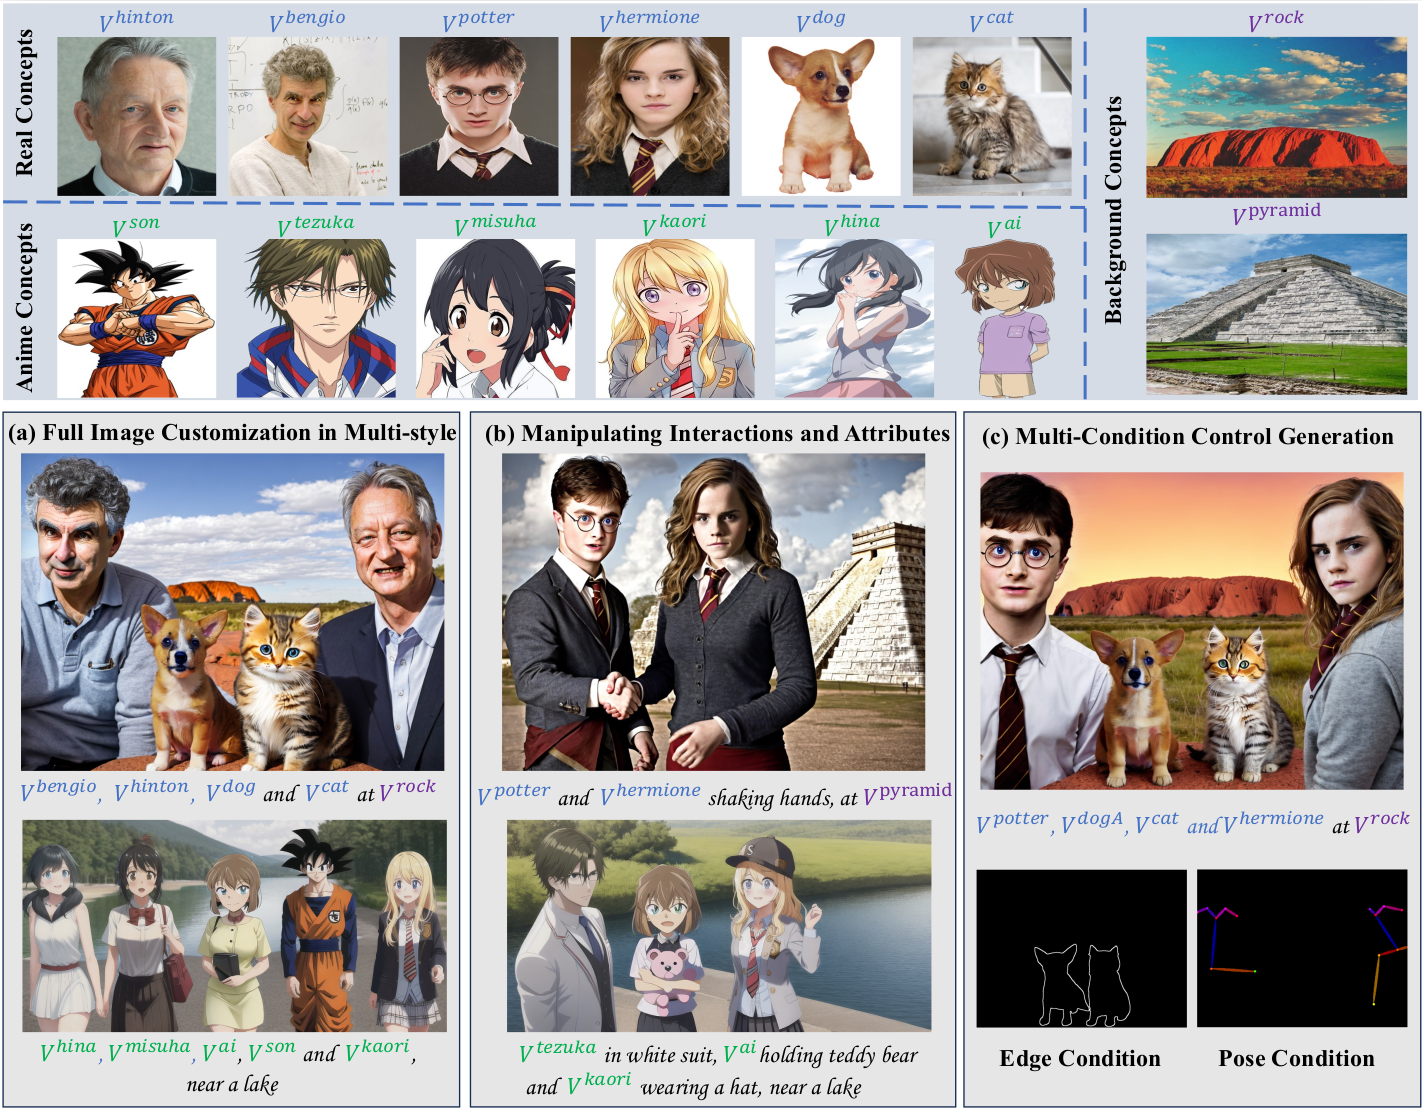 V^hinton V^bengio V^potter V^hermione V^dog V^cat V^rock
Real Concepts
V^son V^tezuka V^misuha V^kaori V^hina V^ai
Anime Concepts
Background Concepts
V^pyramid
(a) Full Image Customization in Multi-style
V^bengio, V^hinton, V^dog and V^cat at V^rock
V^hina, V^misuha, V^ai, V^son and V^kaori,
near a lake
(b) Manipulating Interactions and Attributes
V^potter and V^hermione shaking hands, at V^pyramid
V^tezuka in white suit, V^ai holding teddy bear
and V^kaori wearing a hat, near a lake
(c) Multi-Condition Control Generation
V^potter, V^dogA, V^cat and V^hermione at V^rock
Edge Condition
Pose Condition